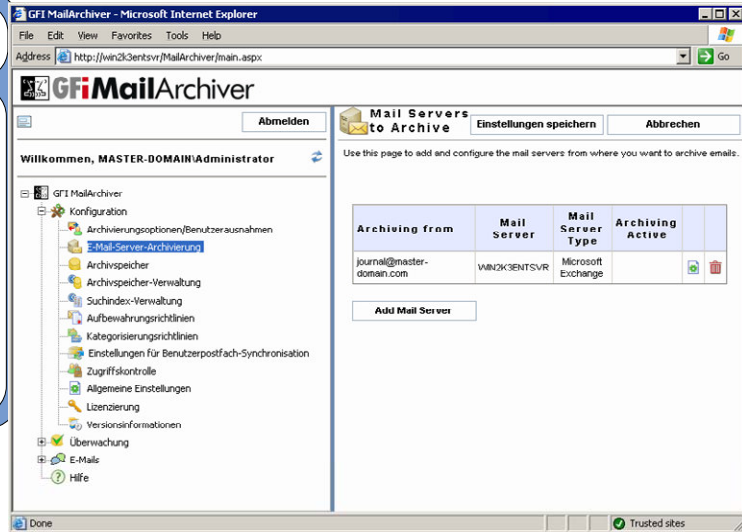 GFI MailArchiver - Microsoft Internet Explorer
File Edit View Favorites Tools Help
Address http://win2k3entsvr/MailArchiver/main.aspx Go
GFi MailArchiver
Abmelden
Willkommen, MASTER-DOMAIN\Administrator
GFI MailArchiver
Konfiguration
Archivierungsoptionen/Benutzerausnahmen
E-Mail-Server-Archivierung
Archivspeicher
Archivspeicher-Verwaltung
Suchindex-Verwaltung
Aufbewahrungsrichtlinien
Kategorisierungsrichtlinien
Einstellungen für Benutzerpostfach-Synchronisation
Zugriffskontrolle
Allgemeine Einstellungen
Lizenzierung
Versionsinformationen
Überwachung
E-Mails
Hilfe
Mail Servers
to Archive
Einstellungen speichern Abbrechen
Use this page to add and configure the mail servers from where you want to archive emails.
Archiving from Mail Server Mail Server Type Archiving Active
journal@master-domain.com WIN2K3ENTSVR Microsoft Exchange
Add Mail Server
Done Trusted sites